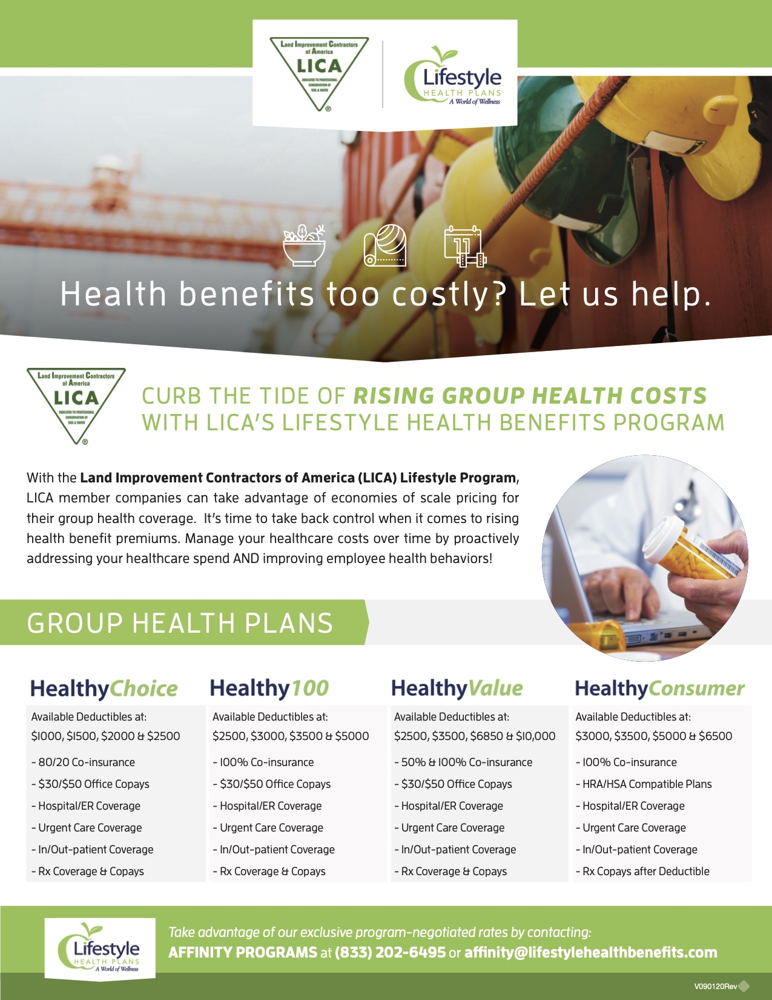 Land Improvement Contractors
of America
LICA
DEDICATED TO PROFESSIONAL
CONSERVATION OF
SOIL & WATER
®
Lifestyle
HEALTH PLANS
A World of Wellness
11
Health benefits too costly? Let us help.
Land Improvement Contractors
of America
LICA
DEDICATED TO PROFESSIONAL
CONSERVATION OF
SOIL & WATER
®
CURB THE TIDE OF RISING GROUP HEALTH COSTS
WITH LICA'S LIFESTYLE HEALTH BENEFITS PROGRAM
With the Land Improvement Contractors of America (LICA) Lifestyle Program,
LICA member companies can take advantage of economies of scale pricing for
their group health coverage. It's time to take back control when it comes to rising
health benefit premiums. Manage your healthcare costs over time by proactively
addressing your healthcare spend AND improving employee health behaviors!
GROUP HEALTH PLANS
HealthyChoice
Available Deductibles at:
$1000, $1500, $2000 & $2500
- 80/20 Co-insurance
- $30/$50 Office Copays
- Hospital/ER Coverage
- Urgent Care Coverage
- In/Out-patient Coverage
- Rx Coverage & Copays
Healthy100
Available Deductibles at:
$2500, $3000, $3500 & $5000
- 100% Co-insurance
- $30/$50 Office Copays
- Hospital/ER Coverage
- Urgent Care Coverage
- In/Out-patient Coverage
- Rx Coverage & Copays
HealthyValue
Available Deductibles at:
$2500, $3500, $6850 & $10,000
- 50% & 100% Co-insurance
- $30/$50 Office Copays
- Hospital/ER Coverage
- Urgent Care Coverage
- In/Out-patient Coverage
- Rx Coverage & Copays
HealthyConsumer
Available Deductibles at:
$3000, $3500, $5000 & $6500
- 100% Co-insurance
- HRA/HSA Compatible Plans
- Hospital/ER Coverage
- Urgent Care Coverage
- In/Out-patient Coverage
- Rx Copays after Deductible
Lifestyle
HEALTH PLANS
A World of Wellness
Take advantage of our exclusive program-negotiated rates by contacting:
AFFINITY PROGRAMS at (833) 202-6495 or affinity@lifestylehealthbenefits.com
V090120Rev